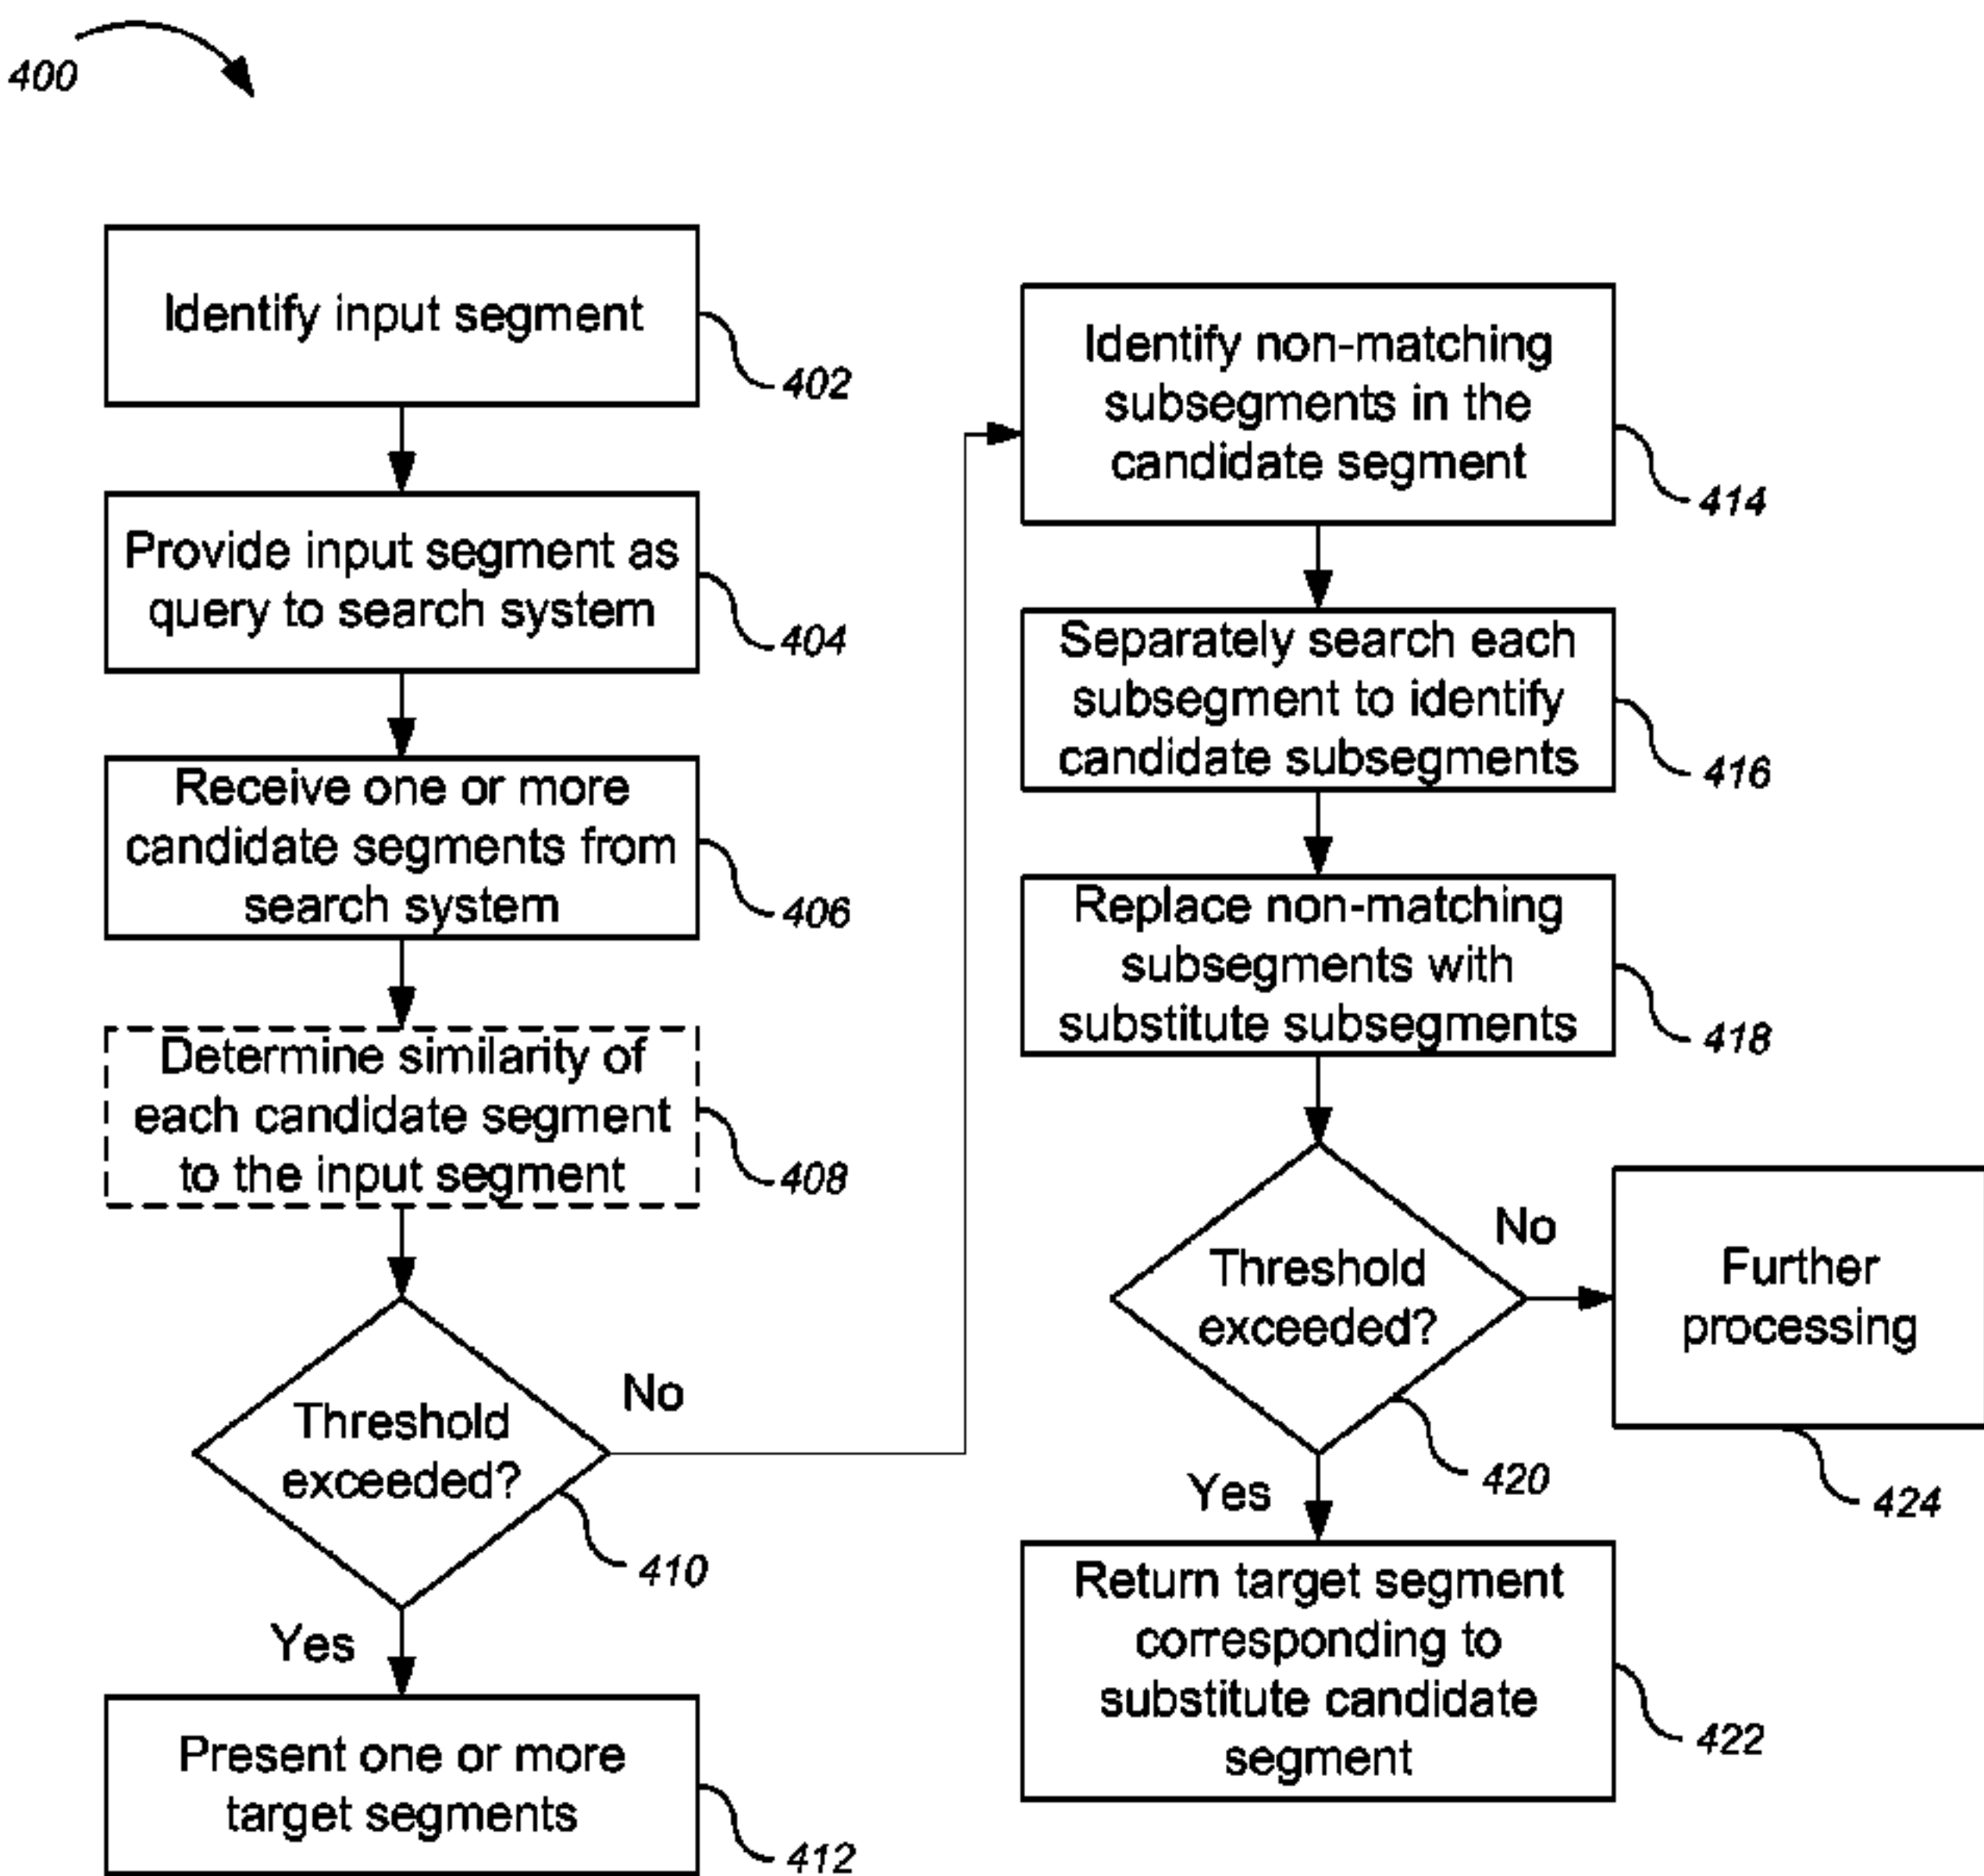 400
Identify input segment
402
Provide input segment as
query to search system
404
Receive one or more
candidate segments from
search system
406
Determine similarity of
each candidate segment
to the input segment
408
Threshold
exceeded?
No
410
Yes
Present one or more
target segments
412
Identify non-matching
subsegments in the
candidate segment
414
Separately search each
subsegment to identify
candidate subsegments
416
Replace non-matching
subsegments with
substitute subsegments
418
Threshold
exceeded?
No
420
Further
processing
424
Yes
Return target segment
corresponding to
substitute candidate
segment
422